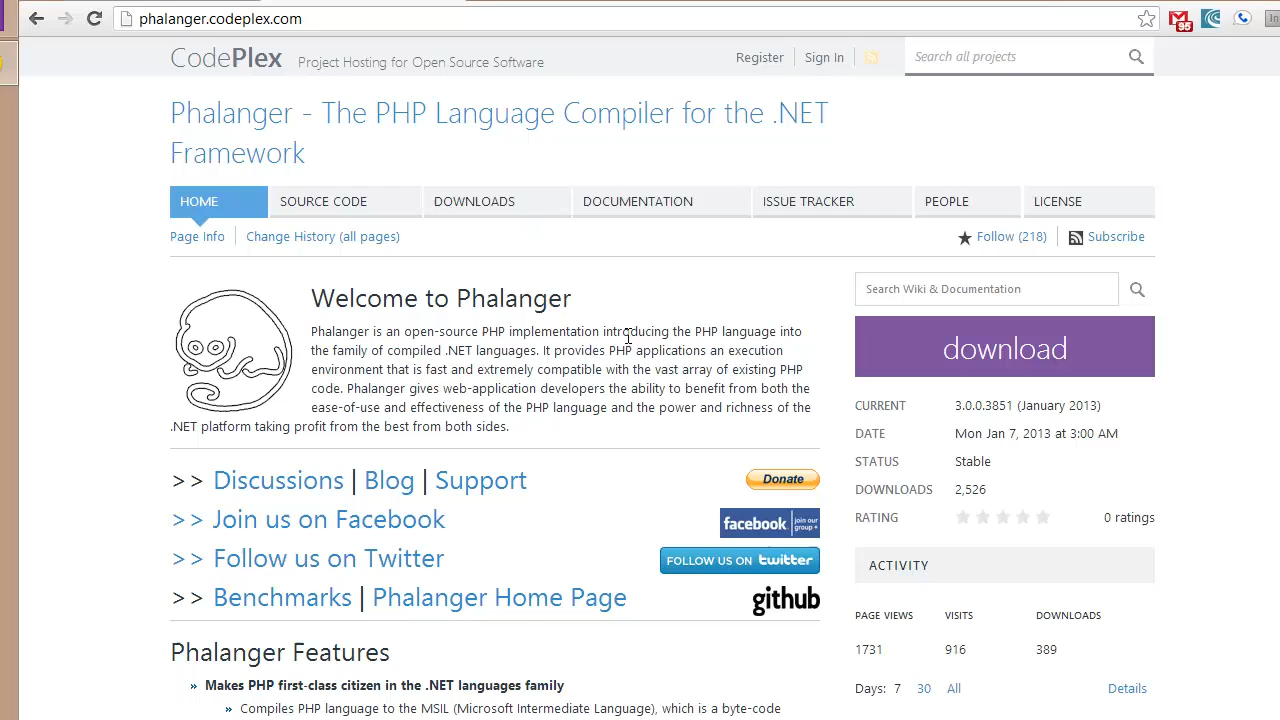 phalanger.codeplex.com
95
CodePlex Project Hosting for Open Source Software
Register Sign In Search all projects
Phalanger - The PHP Language Compiler for the .NET
Framework
HOME SOURCE CODE DOWNLOADS DOCUMENTATION ISSUE TRACKER PEOPLE LICENSE
Page Info Change History (all pages) Follow (218) Subscribe
Welcome to Phalanger
Phalanger is an open-source PHP implementation introducing the PHP language into
the family of compiled .NET languages. It provides PHP applications an execution
environment that is fast and extremely compatible with the vast array of existing PHP
code. Phalanger gives web-application developers the ability to benefit from both the
ease-of-use and effectiveness of the PHP language and the power and richness of the
.NET platform taking profit from the best from both sides.
>> Discussions | Blog | Support
Donate
>> Join us on Facebook
facebook. join our group+
>> Follow us on Twitter
FOLLOW US ON twitter
>> Benchmarks | Phalanger Home Page
github
Phalanger Features
» Makes PHP first-class citizen in the .NET languages family
» Compiles PHP language to the MSIL (Microsoft Intermediate Language), which is a byte-code
Search Wiki & Documentation
download
CURRENT 3.0.0.3851 (January 2013)
DATE Mon Jan 7, 2013 at 3:00 AM
STATUS Stable
DOWNLOADS 2,526
RATING 0 ratings
ACTIVITY
PAGE VIEWS VISITS DOWNLOADS
1731 916 389
Days: 7 30 All Details